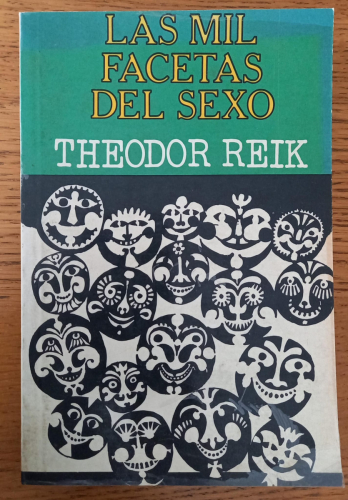 LAS MIL
FACETAS
DEL SEXO
THEODOR REIK